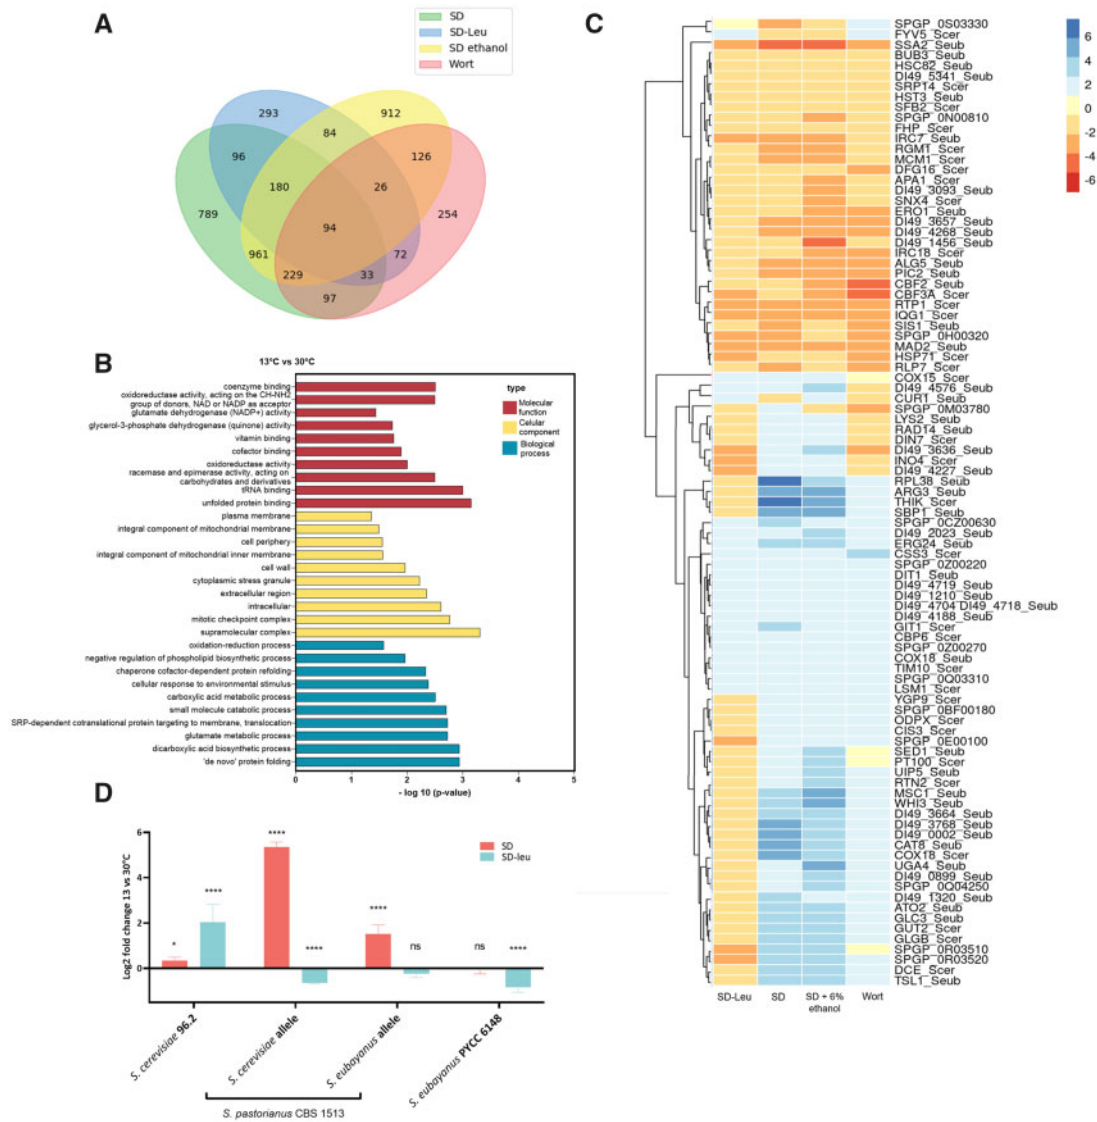 A
SD
SD-Leu
SD ethanol
Wort
293
912
96
84
126
180
26
789
254
94
961
72
229
33
97
B
13°C vs 30°C
coenzyme binding
oxidoreductase activity, acting on the CH-NH2
group of donors, NAD or NADP as acceptor
glutamate dehydrogenase (NADP+) activity
glycerol-3-phosphate dehydrogenase (quinone) activity
vitamin binding
cofactor binding
oxidoreductase activity
racemase and epimerase activity, acting on
carbohydrates and derivatives
tRNA binding
unfolded protein binding
plasma membrane
integral component of mitochondrial membrane
cell periphery
integral component of mitochondrial inner membrane
cell wall
cytoplasmic stress granule
extracellular region
intracellular
mitotic checkpoint complex
supramolecular complex
oxidation-reduction process
negative regulation of phospholipid biosynthetic process
chaperone cofactor-dependent protein refolding
cellular response to environmental stimulus
carboxylic acid metabolic process
small molecule catabolic process
SRP-dependent cotranslational protein targeting to membrane, translocation
glutamate metabolic process
dicarboxylic acid biosynthetic process
'de novo' protein folding
type
Molecular
function
Celular
component
Biological
process
0 1 2 3 4 5
- log 10 (p-value)
C
SPGP_0S03330
FYV5_Scer
SSA2_Seub
BUB3_Seub
HSC82_Seub
DI49_5341_Seub
SRP14_Scer
HST3_Seub
SFB2_Scer
SPGP_0N00810
FHP_Scer
IRC7_Seub
RGM1_Scer
MCM1_Scer
DFG16_Scer
APA1_Scer
DI49_3093_Seub
SNX4_Scer
ERO1_Seub
DI49_3657_Seub
DI49_4268_Seub
DI49_1456_Seub
IRC18_Scer
ALG5_Seub
PIC2_Seub
CBF2_Seub
CBF3A_Scer
RTP1_Scer
IQG1_Scer
SIS1_Seub
SPGP_0H00320
MAD2_Seub
HSP71_Scer
RLP7_Scer
COX15_Scer
DI49_4576_Seub
CUR1_Seub
SPGP_0M03780
LYS2_Seub
RAD14_Seub
DIN7_Scer
DI49_3636_Seub
INO4_Scer
DI49_4227_Seub
RPL38_Seub
ARG3_Seub
THIK_Scer
SBP1_Seub
SPGP_0CZ00630
DI49_2023_Seub
ERG24_Seub
CSS3_Scer
SPGP_0Z00220
DIT1_Seub
DI49_4719_Seub
DI49_1210_Seub
DI49_4704 DI49_4718_Seub
DI49_4188_Seub
GIT1_Scer
CBP6_Scer
SPGP_0Z00270
COX18_Seub
TIM10_Scer
SPGP_0Q03310
LSM1_Scer
YGP9_Scer
SPGP_0BF00180
ODPX_Scer
CIS3_Scer
SPGP_0E00100
SED1_Seub
PT100_Scer
UIP5_Seub
RTN2_Scer
MSC1_Seub
WHI3_Seub
DI49_3664_Seub
DI49_3768_Seub
DI49_0002_Seub
CAT8_Seub
COX18_Scer
UGA4_Seub
DI49_0899_Seub
SPGP_0Q04250
DI49_1320_Seub
ATO2_Seub
GLC3_Seub
GUT2_Scer
GLGB_Scer
SPGP_0R03510
SPGP_0R03520
DCE_Scer
TSL1_Seub
SD-Leu SD SD + 6% Wort
ethanol
6
4
2
0
-2
-4
-6
D
Log2 fold change 13 vs 30°C
6
4
2
0
SD
SD-leu
*
****
****
****
****
ns
ns
****
S. cerevisiae 96.2
S. cerevisiae allele
S. eubayanus allele
S. eubayanus PYCC 6148
S. pastorianus CBS 1513